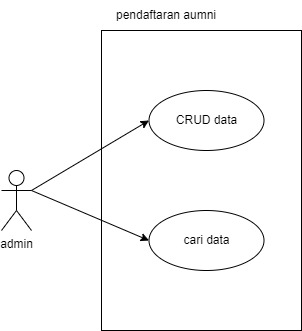 pendaftaran aumni
CRUD data
cari data
admin